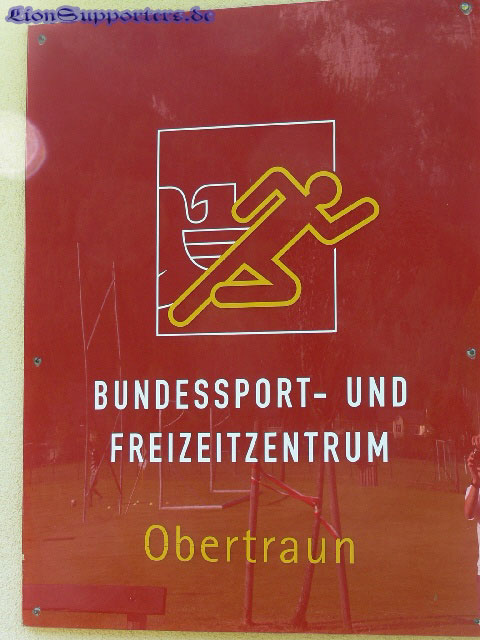 LionSupporters.de
BUNDESSPORT- UND
FREIZEITZENTRUM
Obertraun